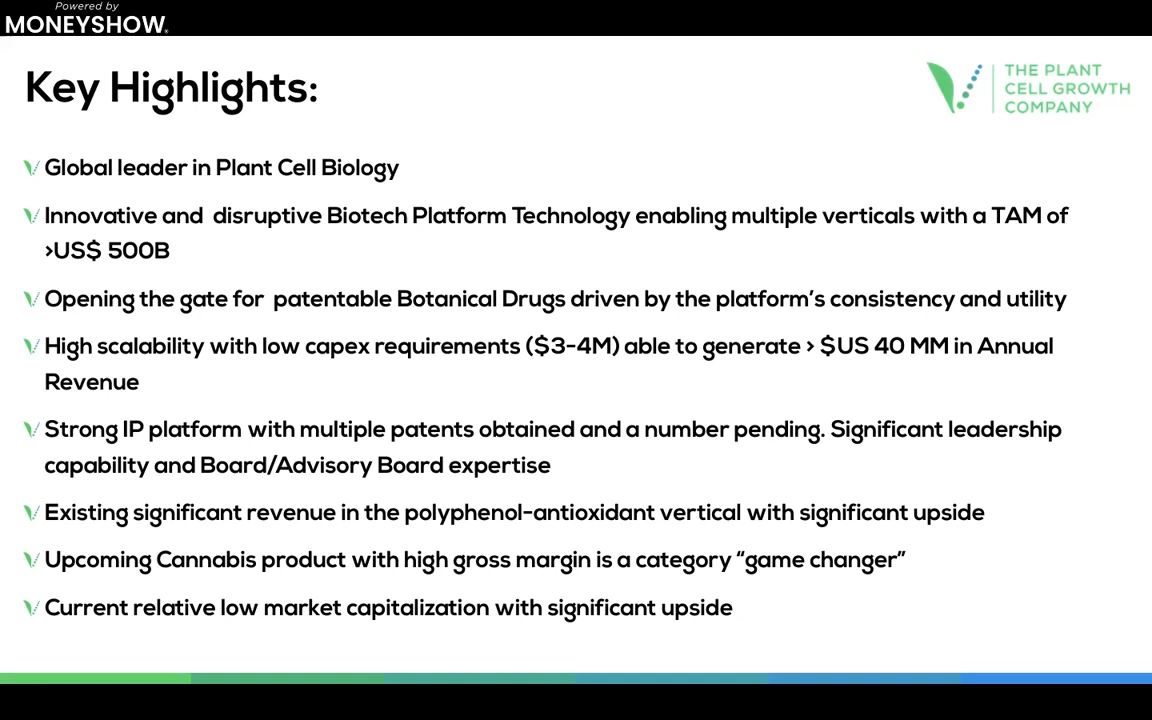 Powered by
MONEYSHOW®
Key Highlights:
THE PLANT
CELL GROWTH
COMPANY
Global leader in Plant Cell Biology
Innovative and  disruptive Biotech Platform Technology enabling multiple verticals with a TAM of
>US$ 500B
Opening the gate for  patentable Botanical Drugs driven by the platform’s consistency and utility
High scalability with low capex requirements ($3-4M) able to generate > $US 40 MM in Annual
Revenue
Strong IP platform with multiple patents obtained and a number pending. Significant leadership
capability and Board/Advisory Board expertise
Existing significant revenue in the polyphenol-antioxidant vertical with significant upside
Upcoming Cannabis product with high gross margin is a category “game changer”
Current relative low market capitalization with significant upside